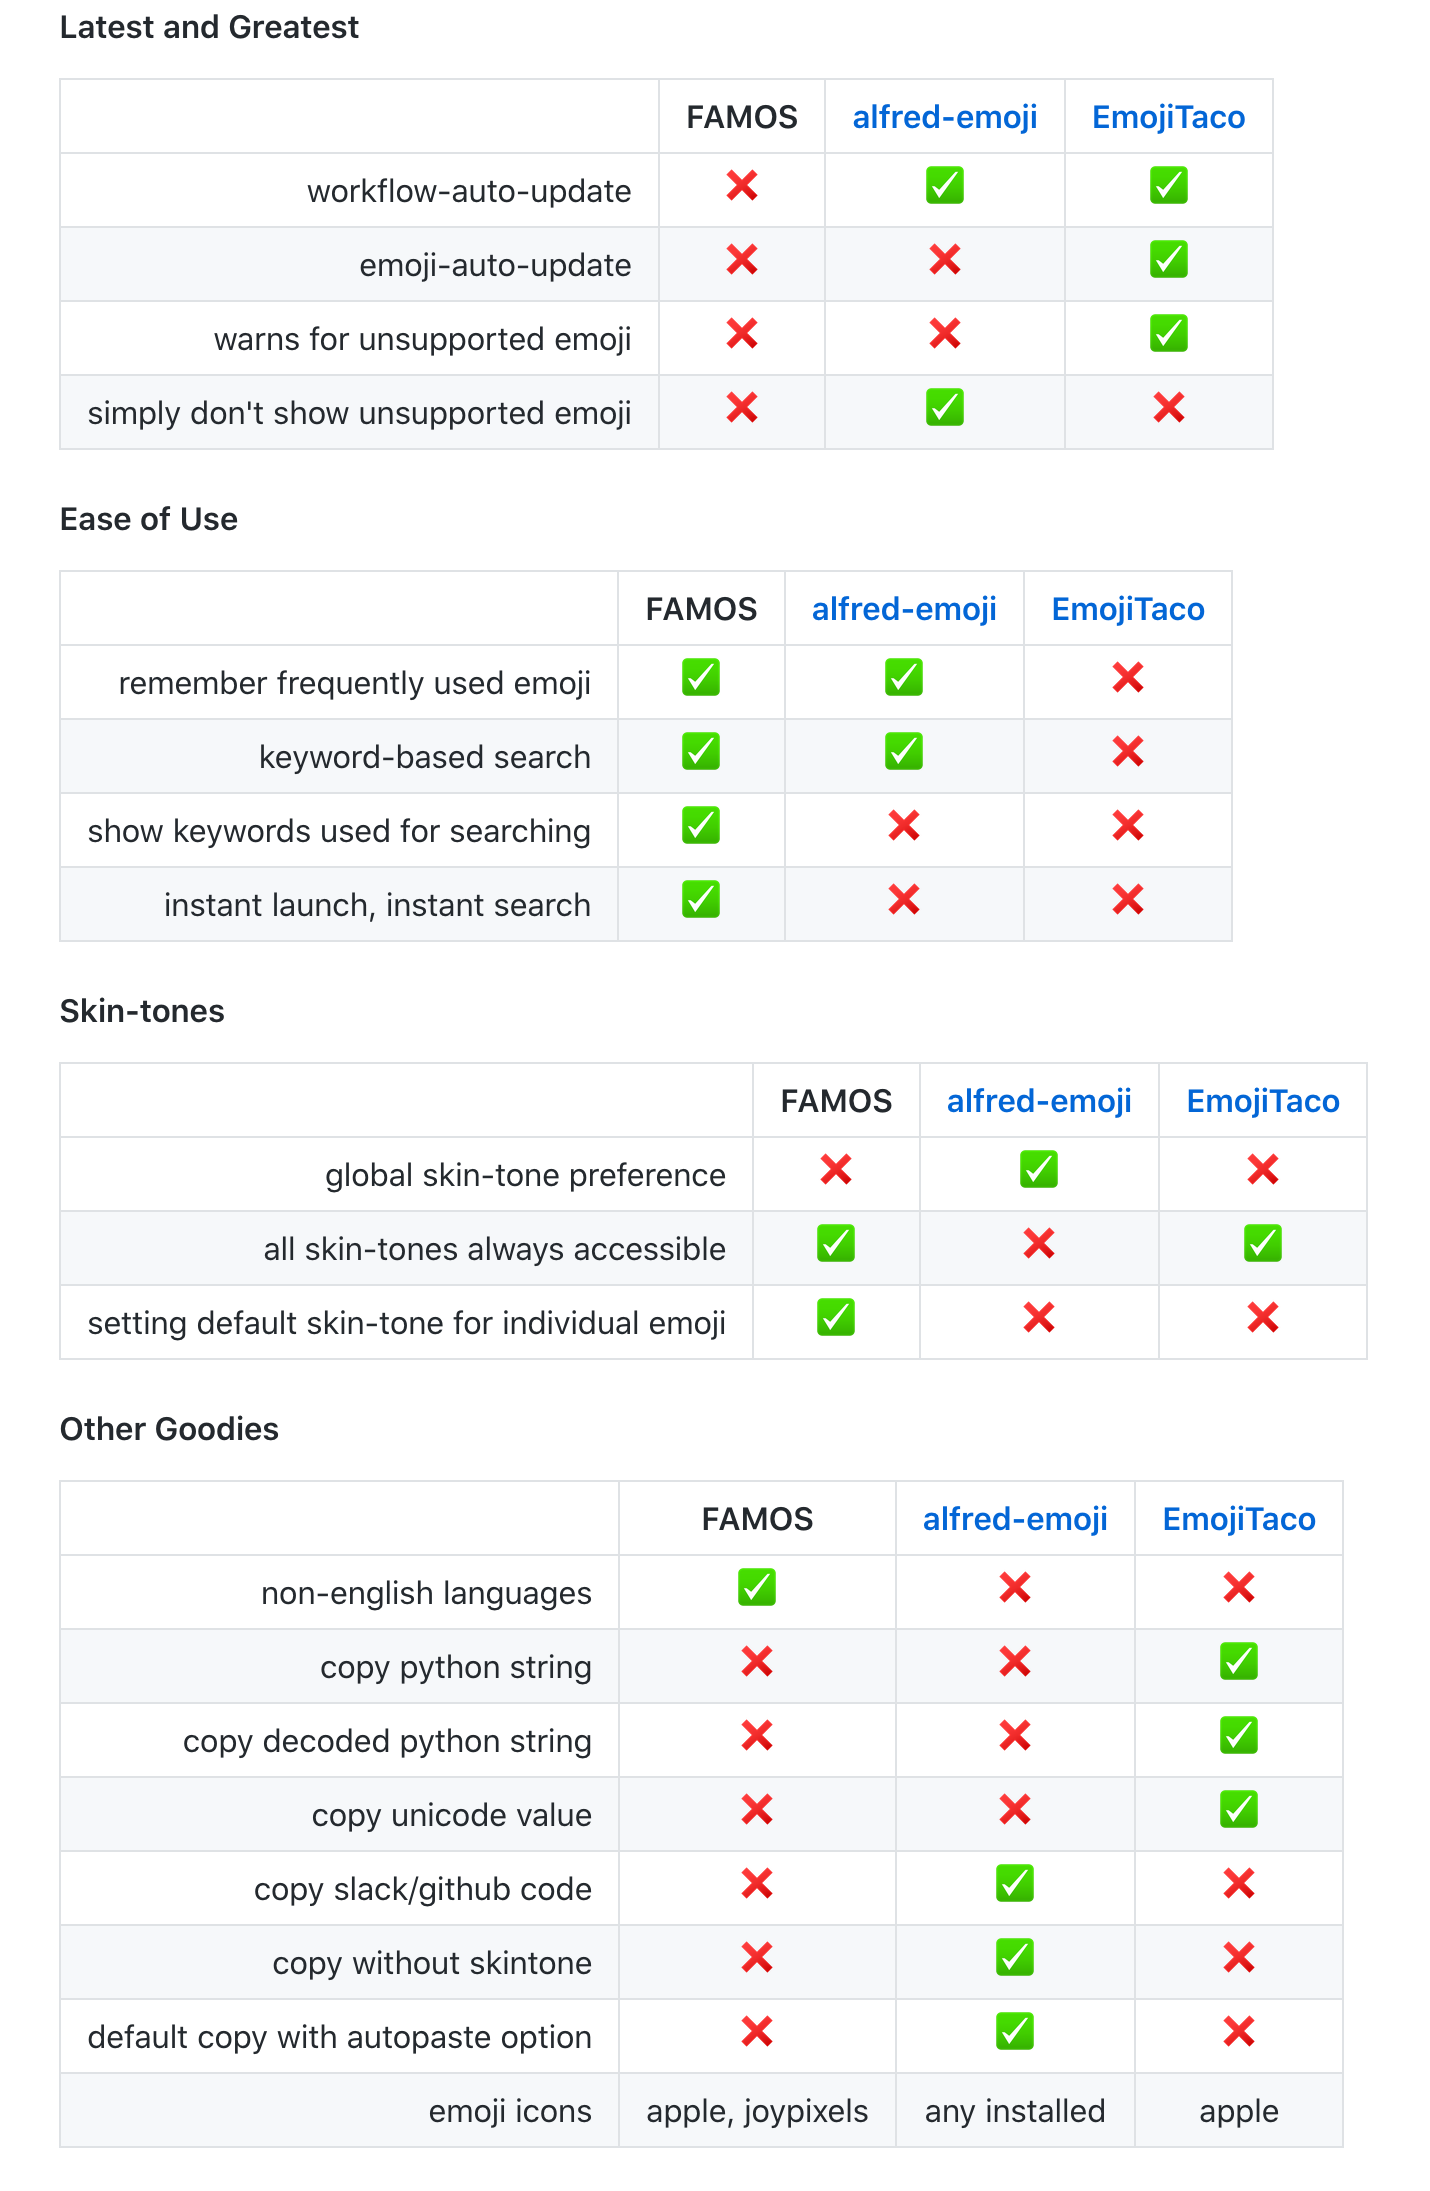 Latest and Greatest
FAMOS alfred-emoji EmojiTaco
workflow-auto-update ❌ ✅ ✅
emoji-auto-update ❌ ❌ ✅
warns for unsupported emoji ❌ ❌ ✅
simply don't show unsupported emoji ❌ ✅ ❌
Ease of Use
FAMOS alfred-emoji EmojiTaco
remember frequently used emoji ✅ ✅ ❌
keyword-based search ✅ ✅ ❌
show keywords used for searching ✅ ❌ ❌
instant launch, instant search ✅ ❌ ❌
Skin-tones
FAMOS alfred-emoji EmojiTaco
global skin-tone preference ❌ ✅ ❌
all skin-tones always accessible ✅ ❌ ✅
setting default skin-tone for individual emoji ✅ ❌ ❌
Other Goodies
FAMOS alfred-emoji EmojiTaco
non-english languages ✅ ❌ ❌
copy python string ❌ ❌ ✅
copy decoded python string ❌ ❌ ✅
copy unicode value ❌ ❌ ✅
copy slack/github code ❌ ✅ ❌
copy without skintone ❌ ✅ ❌
default copy with autopaste option ❌ ✅ ❌
emoji icons apple, joypixels any installed apple